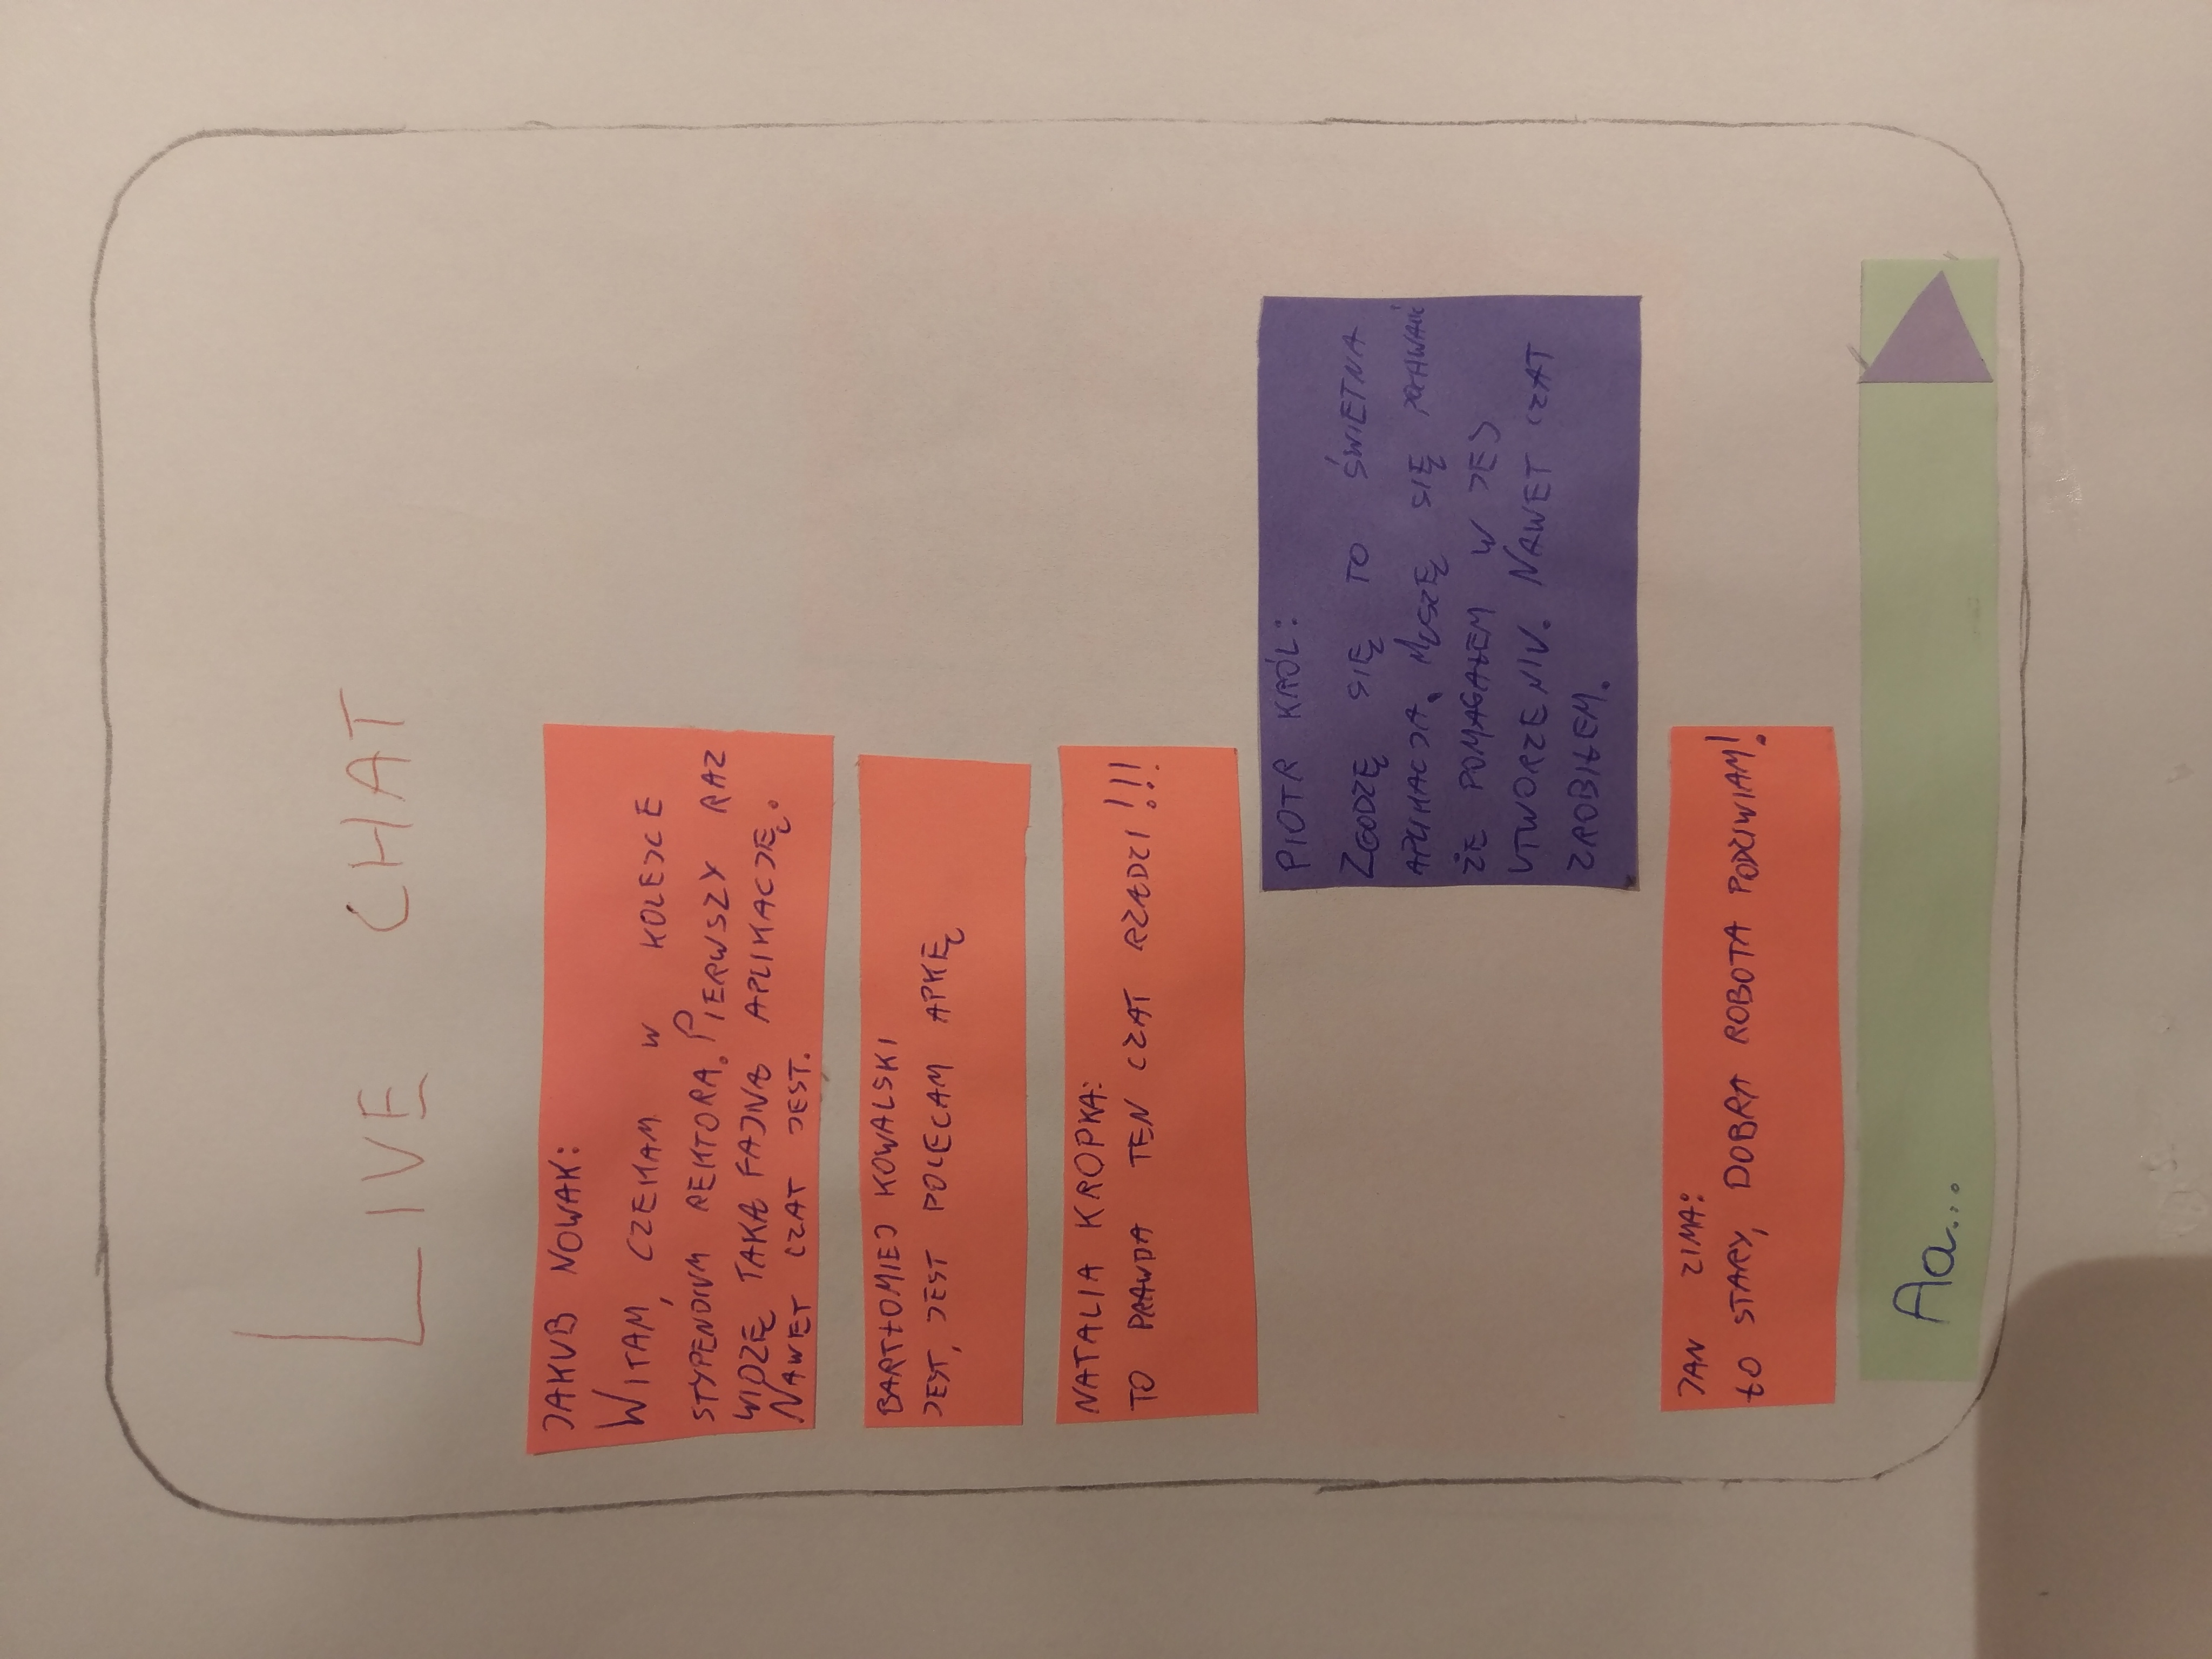 LIVE CHAT
JAKUB NOWAK:
WITAM, CZEKAM W KOLEJCE
STYPENDIUM REKTORA. PIERWSZY RAZ
WIDZĘ TAKĄ FAJNĄ APLIKACJĘ.
NAWET CZAT JEST.
BARTŁOMIEJ KOWALSKI
JEST, JEST POLECAM APKĘ
NATALIA KROPKA:
TO PRAWDA TEN CZAT RZĄDZI!!!
PIOTR KRÓL:
ZGODZĘ SIĘ TO ŚWIETNA
APLIKACJA. MUSZĘ SIĘ POCHWALIĆ
ŻE POMAGAŁEM W JEJ
UTWORZENIU. NAWET CZAT
ZROBIŁEM.
JAN ZIMA:
ŁO STARY, DOBRA ROBOTA PODZIWIAM!
Aa...